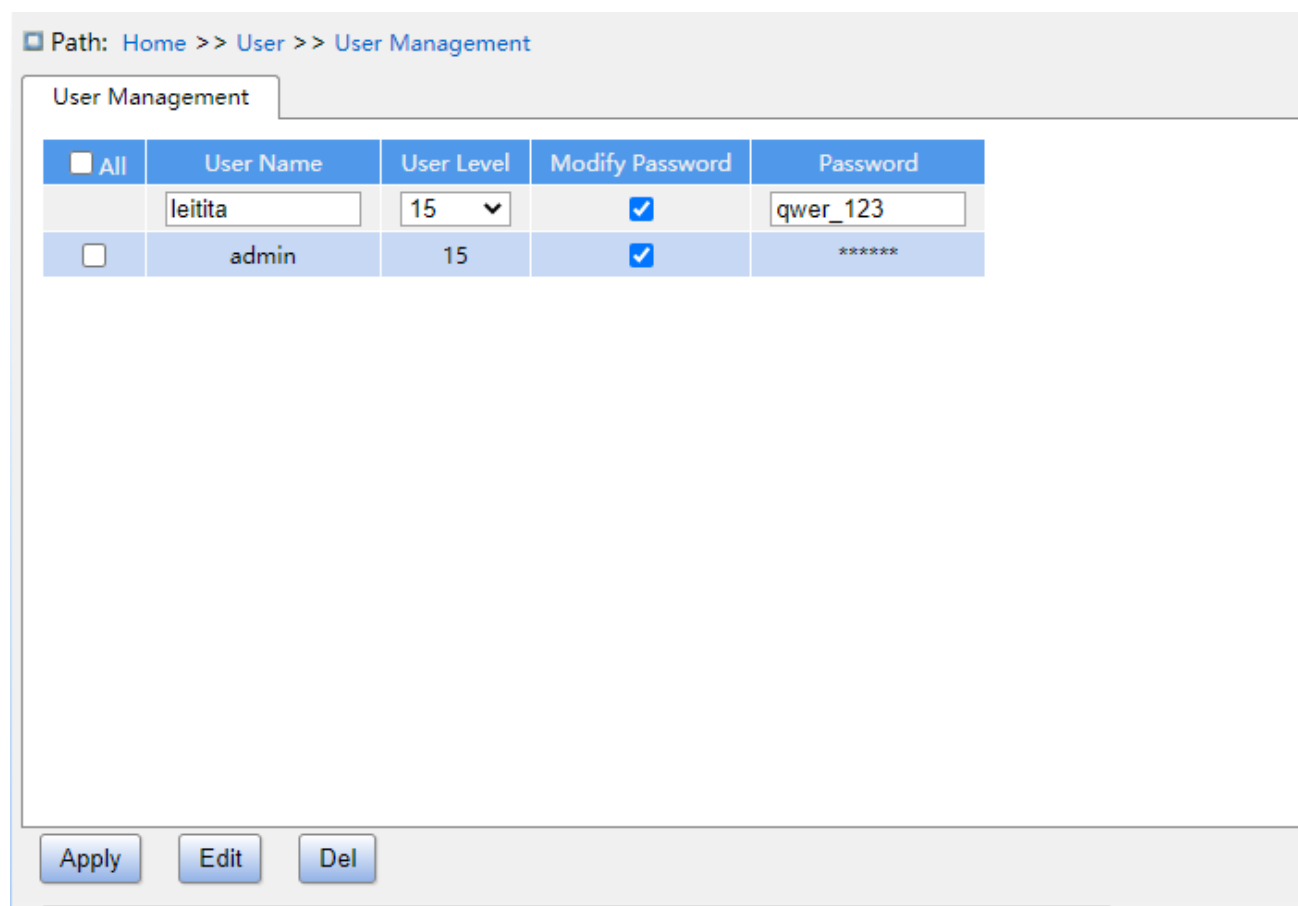 Path: Home >> User >> User Management
User Management
All User Name User Level Modify Password Password
leitita 15 qwer_123
admin 15 ******
Apply Edit Del